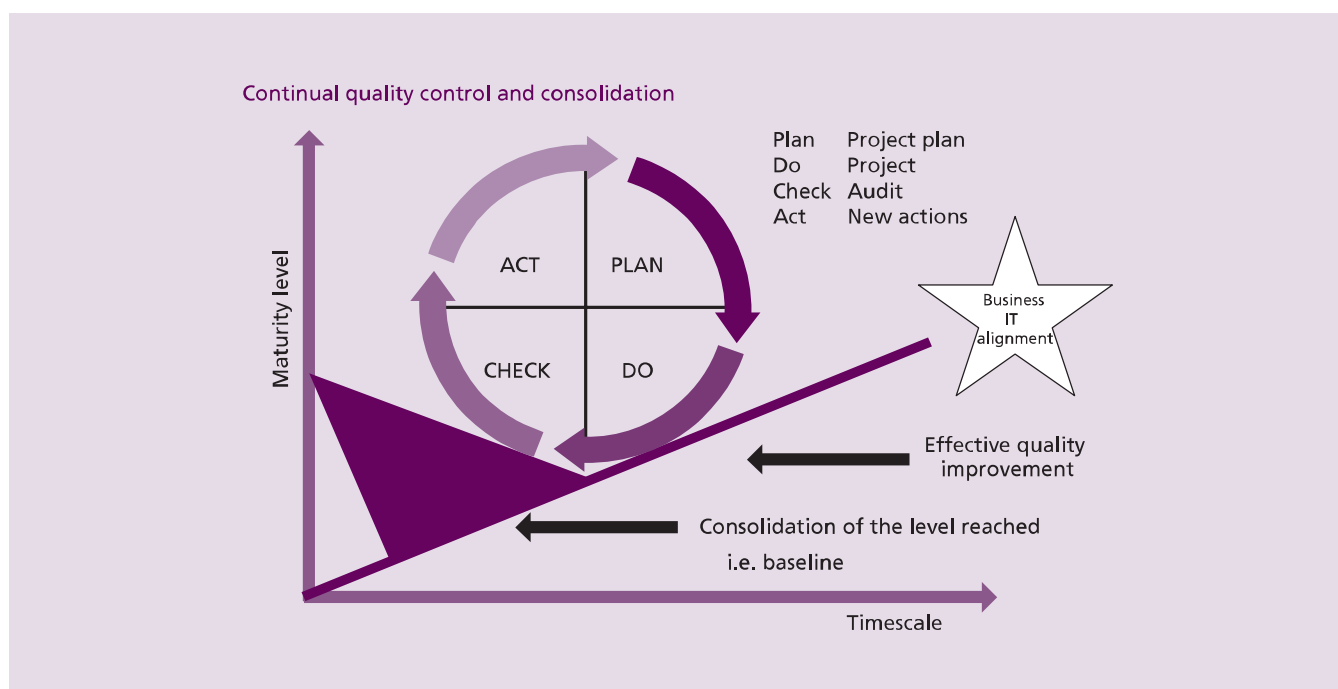 Continual quality control and consolidation
Plan Project plan
Do Project
Check Audit
Act New actions
ACT PLAN
CHECK DO
Maturity level
Business
IT
alignment
Effective quality
improvement
Consolidation of the level reached
i.e. baseline
Timescale